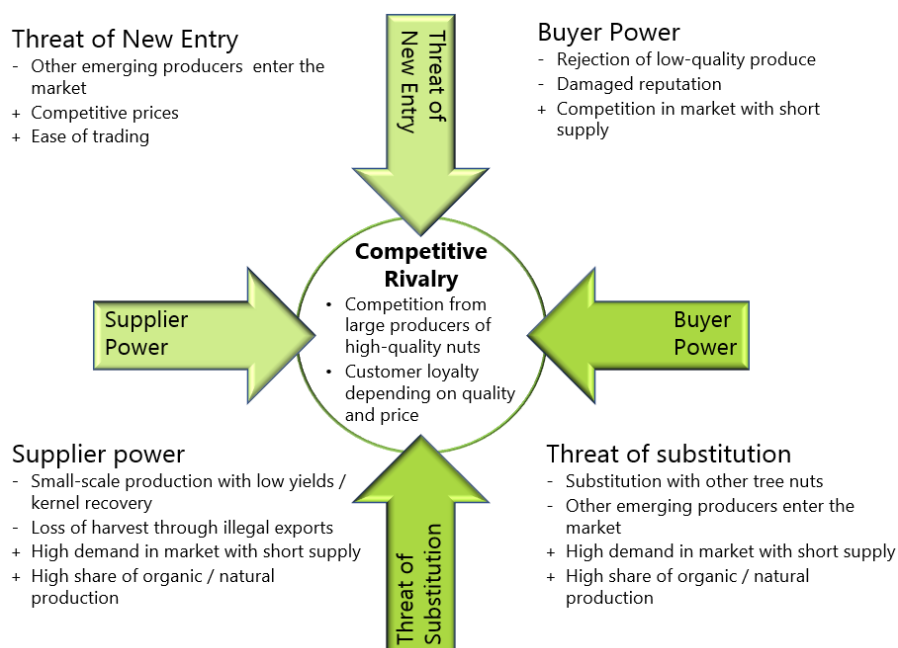 Threat of New Entry
- Other emerging producers enter the
market
+ Competitive prices
+ Ease of trading
Threat of
New Entry
Buyer Power
- Rejection of low-quality produce
- Damaged reputation
+ Competition in market with short
supply
Supplier
Power
Competitive
Rivalry
• Competition from
large producers of
high-quality nuts
• Customer loyalty
depending on quality
and price
Buyer
Power
Supplier power
- Small-scale production with low yields /
kernel recovery
- Loss of harvest through illegal exports
+ High demand in market with short supply
+ High share of organic / natural
production
Threat of
Substitution
Threat of substitution
- Substitution with other tree nuts
- Other emerging producers enter the
market
+ High demand in market with short supply
+ High share of organic / natural
production